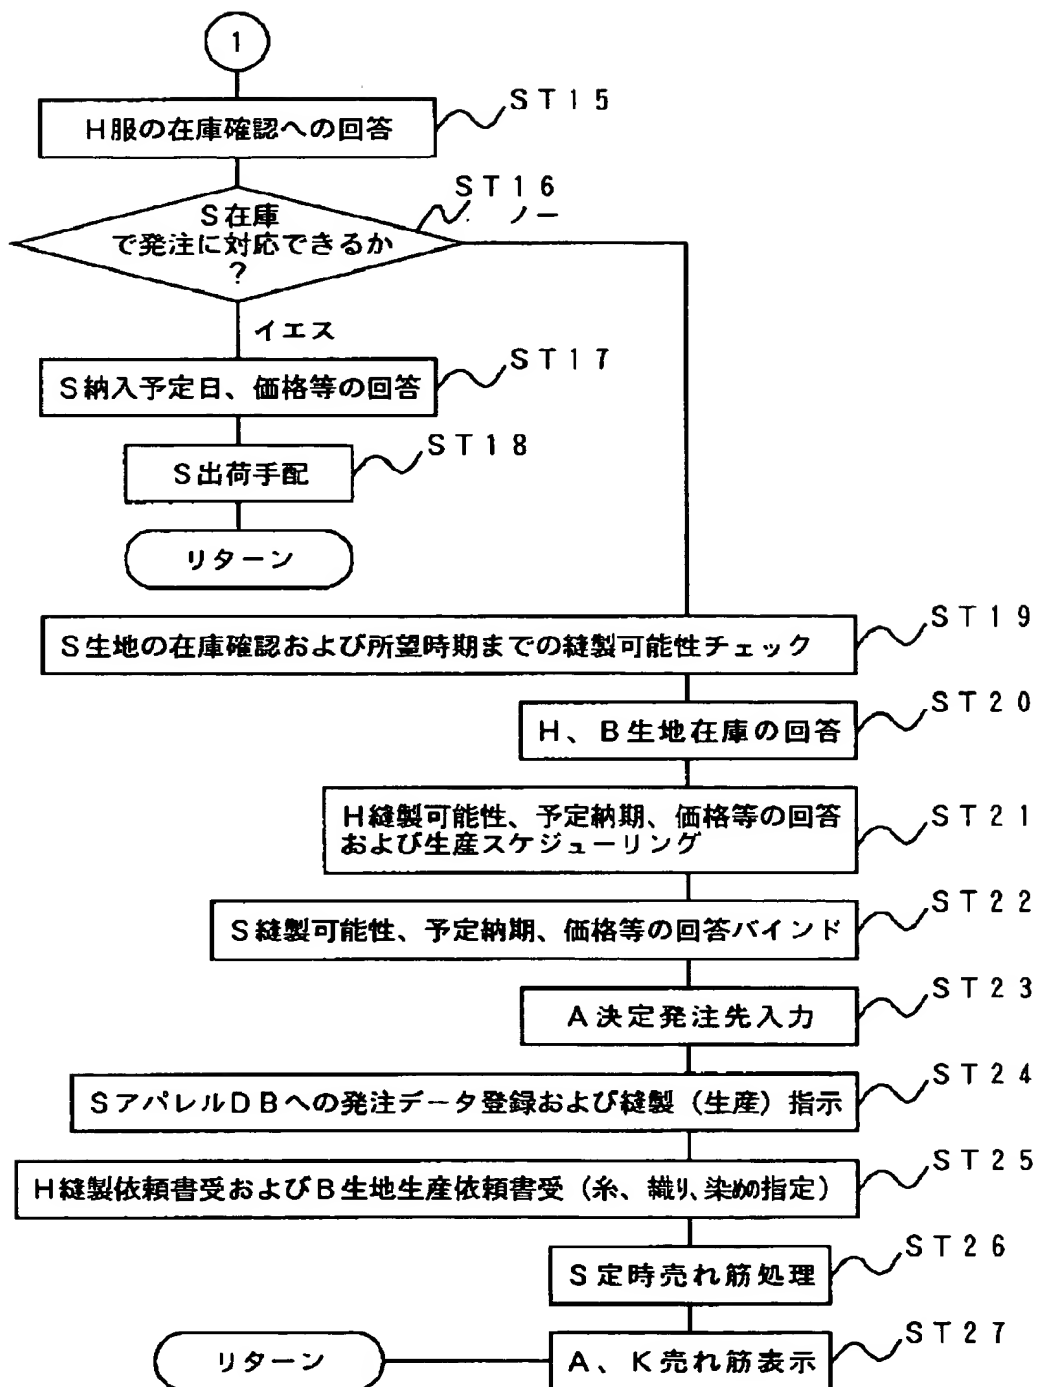 1
ST15
H服の在庫確認への回答
ST16
ノー
S在庫
で発注に対応できるか
?
イエス
ST17
S納入予定日、価格等の回答
ST18
S出荷手配
リターン
ST19
S生地の在庫確認および所望時期までの縫製可能性チェック
ST20
H、B生地在庫の回答
ST21
H縫製可能性、予定納期、価格等の回答
および生産スケジューリング
ST22
S縫製可能性、予定納期、価格等の回答バインド
ST23
A決定発注先入力
ST24
SアパレルDBへの発注データ登録および縫製（生産）指示
ST25
H縫製依頼書受およびB生地生産依頼書受（糸、織り、染めの指定）
ST26
S定時売れ筋処理
ST27
A、K売れ筋表示
リターン